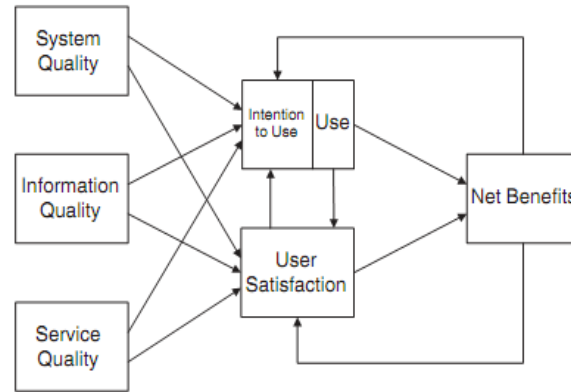 System
Quality
Intention
to Use
Use
Information
Quality
Net Benefits
User
Satisfaction
Service
Quality